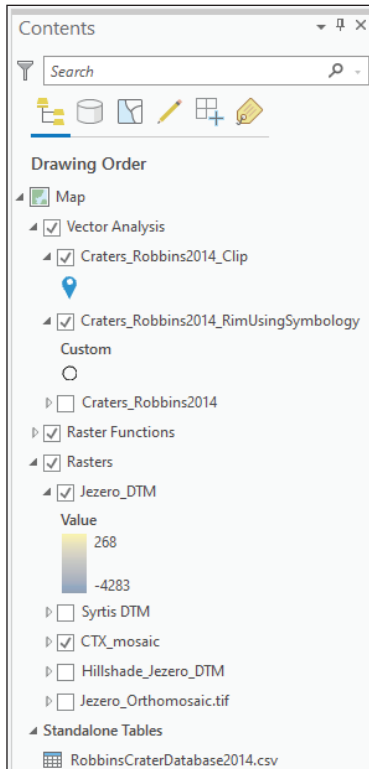 Contents
Search
Drawing Order
Map
Vector Analysis
Craters_Robbins2014_Clip
Craters_Robbins2014_RimUsingSymbology
Custom
Craters_Robbins2014
Raster Functions
Rasters
Jezero_DTM
Value
268
-4283
Syrtis DTM
CTX_mosaic
Hillshade_Jezero_DTM
Jezero_Orthomosaic.tif
Standalone Tables
RobbinsCraterDatabase2014.csv